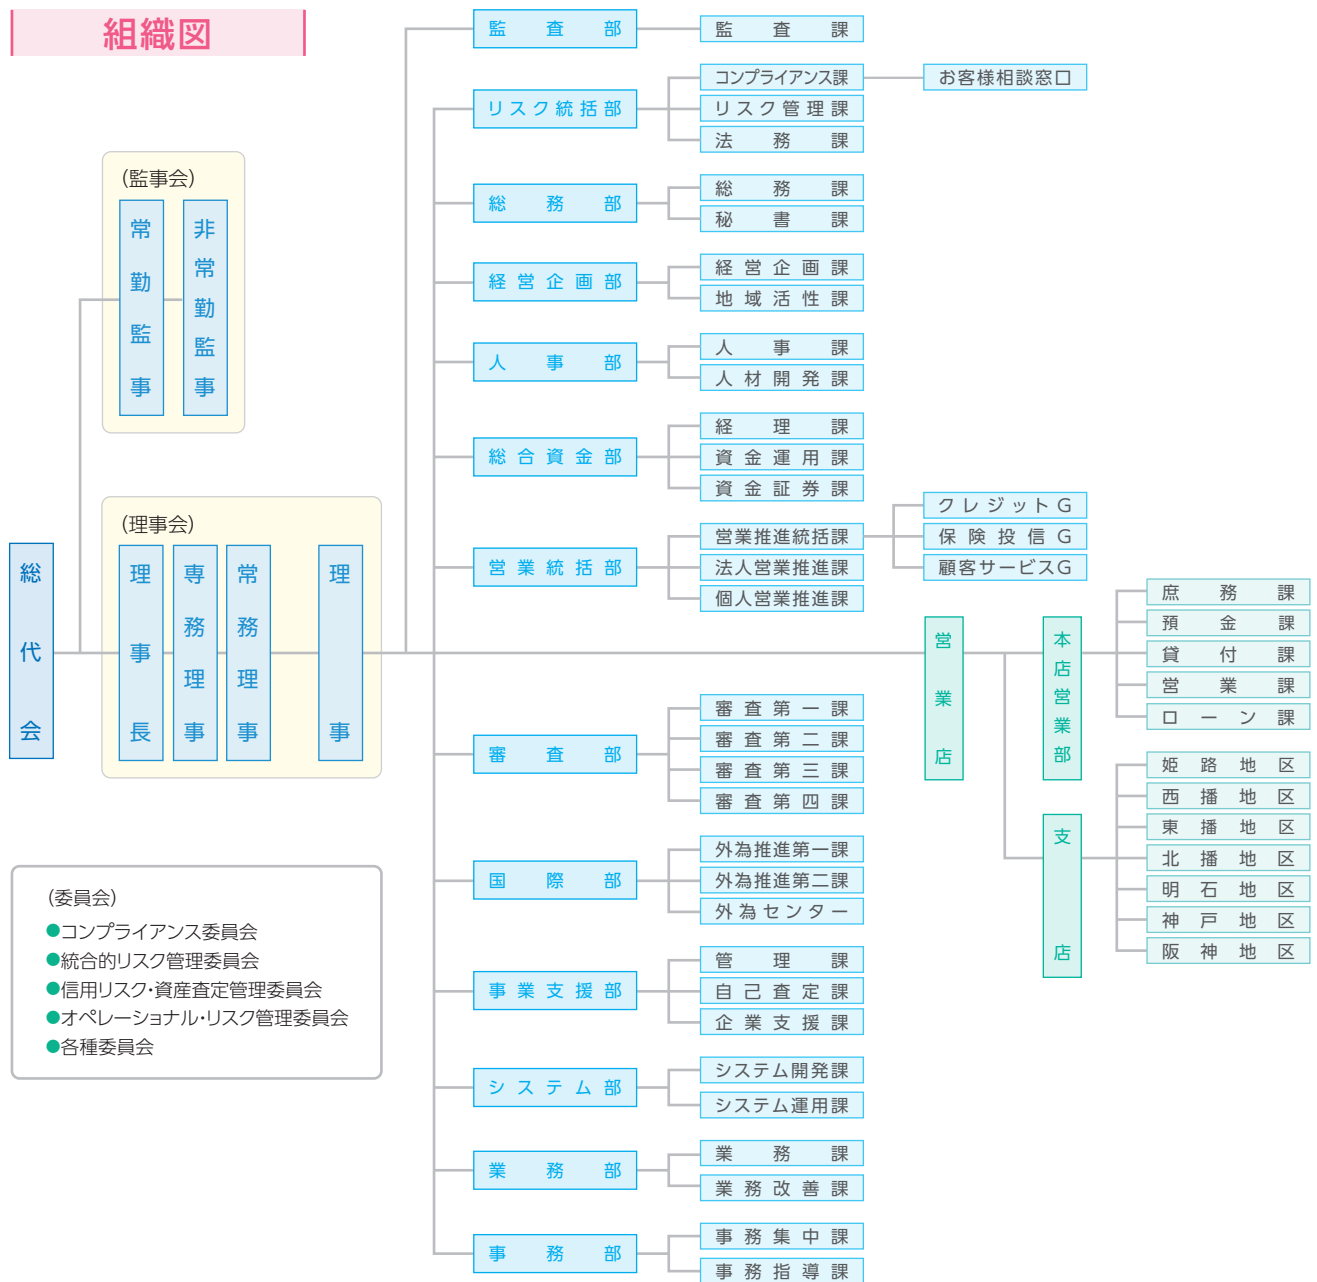 組織図
(監事会)
常勤監事
非常勤監事
総代会
(理事会)
理事長
専務理事
常務理事
理事
監査部
監査課
リスク統括部
コンプライアンス課
お客様相談窓口
リスク管理課
法務課
総務部
総務課
秘書課
経営企画部
経営企画課
地域活性課
人事部
人事課
人材開発課
総合資金部
経理課
資金運用課
資金証券課
営業統括部
営業推進統括課
クレジットG
保険投信G
顧客サービスG
法人営業推進課
個人営業推進課
営業店
本店営業部
庶務課
預金課
貸付課
営業課
ローン課
支店
姫路地区
西播地区
東播地区
北播地区
明石地区
神戸地区
阪神地区
審査部
審査第一課
審査第二課
審査第三課
審査第四課
国際部
外為推進第一課
外為推進第二課
外為センター
事業支援部
管理課
自己査定課
企業支援課
システム部
システム開発課
システム運用課
業務部
業務課
業務改善課
事務部
事務集中課
事務指導課
(委員会)
●コンプライアンス委員会
●統合的リスク管理委員会
●信用リスク・資産査定管理委員会
●オペレーショナル・リスク管理委員会
●各種委員会